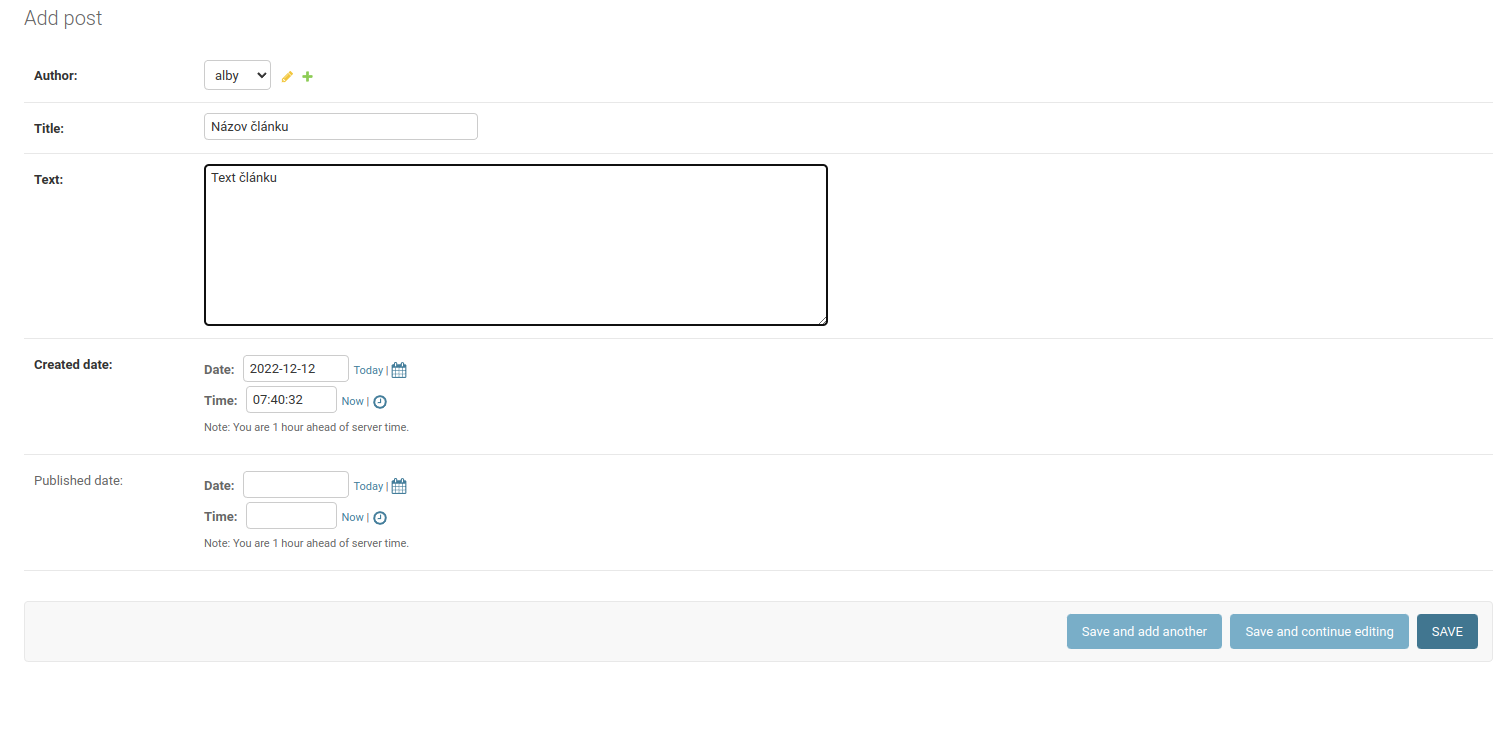 Add post
Author: alby
Title: Názov článku
Text: Text článku
Created date: Date: 2022-12-12 Today |
Time: 07:40:32 Now |
Note: You are 1 hour ahead of server time.
Published date: Date: Today |
Time: Now |
Note: You are 1 hour ahead of server time.
Save and add another Save and continue editing SAVE